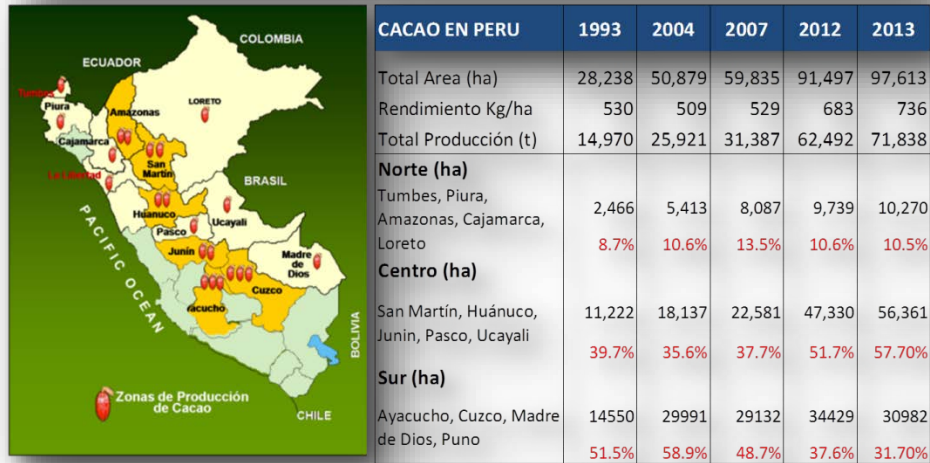 COLOMBIA
ECUADOR
Tumbes
Piura
Amazonas
LORETO
Cajamarca
San
Martín
La Libertad
BRASIL
Huánuco
Ucayali
Pasco
PACIFIC OCEAN
Junín
Madre
de
Dios
Cuzco
yacucho
BOLIVIA
Zonas de Producción
de Cacao
CHILE
CACAO EN PERU 1993 2004 2007 2012 2013
Total Area (ha) 28,238 50,879 59,835 91,497 97,613
Rendimiento Kg/ha 530 509 529 683 736
Total Producción (t) 14,970 25,921 31,387 62,492 71,838
Norte (ha)
Tumbes, Piura,
Amazonas, Cajamarca, 2,466 5,413 8,087 9,739 10,270
Loreto 8.7% 10.6% 13.5% 10.6% 10.5%
Centro (ha)
San Martín, Huánuco, 11,222 18,137 22,581 47,330 56,361
Junin, Pasco, Ucayali
39.7% 35.6% 37.7% 51.7% 57.70%
Sur (ha)
Ayacucho, Cuzco, Madre 14550 29991 29132 34429 30982
de Dios, Puno
51.5% 58.9% 48.7% 37.6% 31.70%